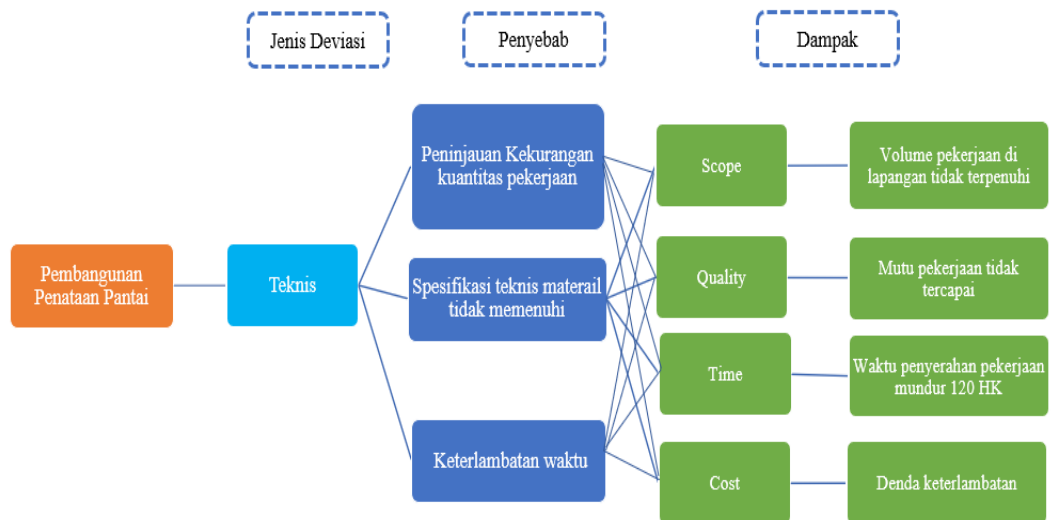 Jenis Deviasi
Penyebab
Dampak
Peninjauan Kekurangan
kuantitas pekerjaan
Scope
Volume pekerjaan di
lapangan tidak terpenuhi
Pembangunan
Penataan Pantai
Teknis
Spesifikasi teknis materail
tidak memenuhi
Quality
Mutu pekerjaan tidak
tercapai
Time
Waktu penyerahan pekerjaan
mundur 120 HK
Keterlambatan waktu
Cost
Denda keterlambatan